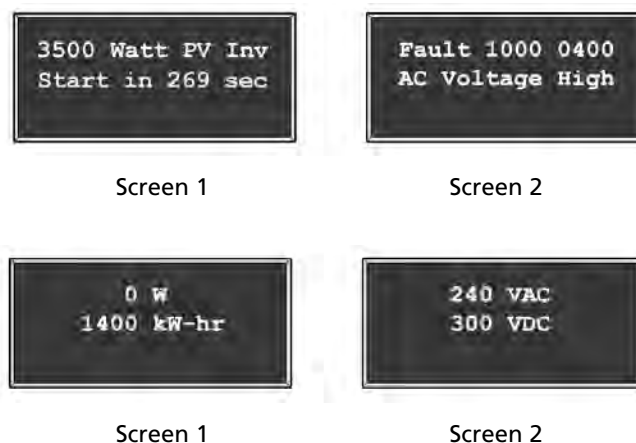 3500 Watt PV Inv
Start in 269 sec
Fault 1000 0400
AC Voltage High
Screen 1
Screen 2
0 W
1400 kW-hr
240 VAC
300 VDC
Screen 1
Screen 2